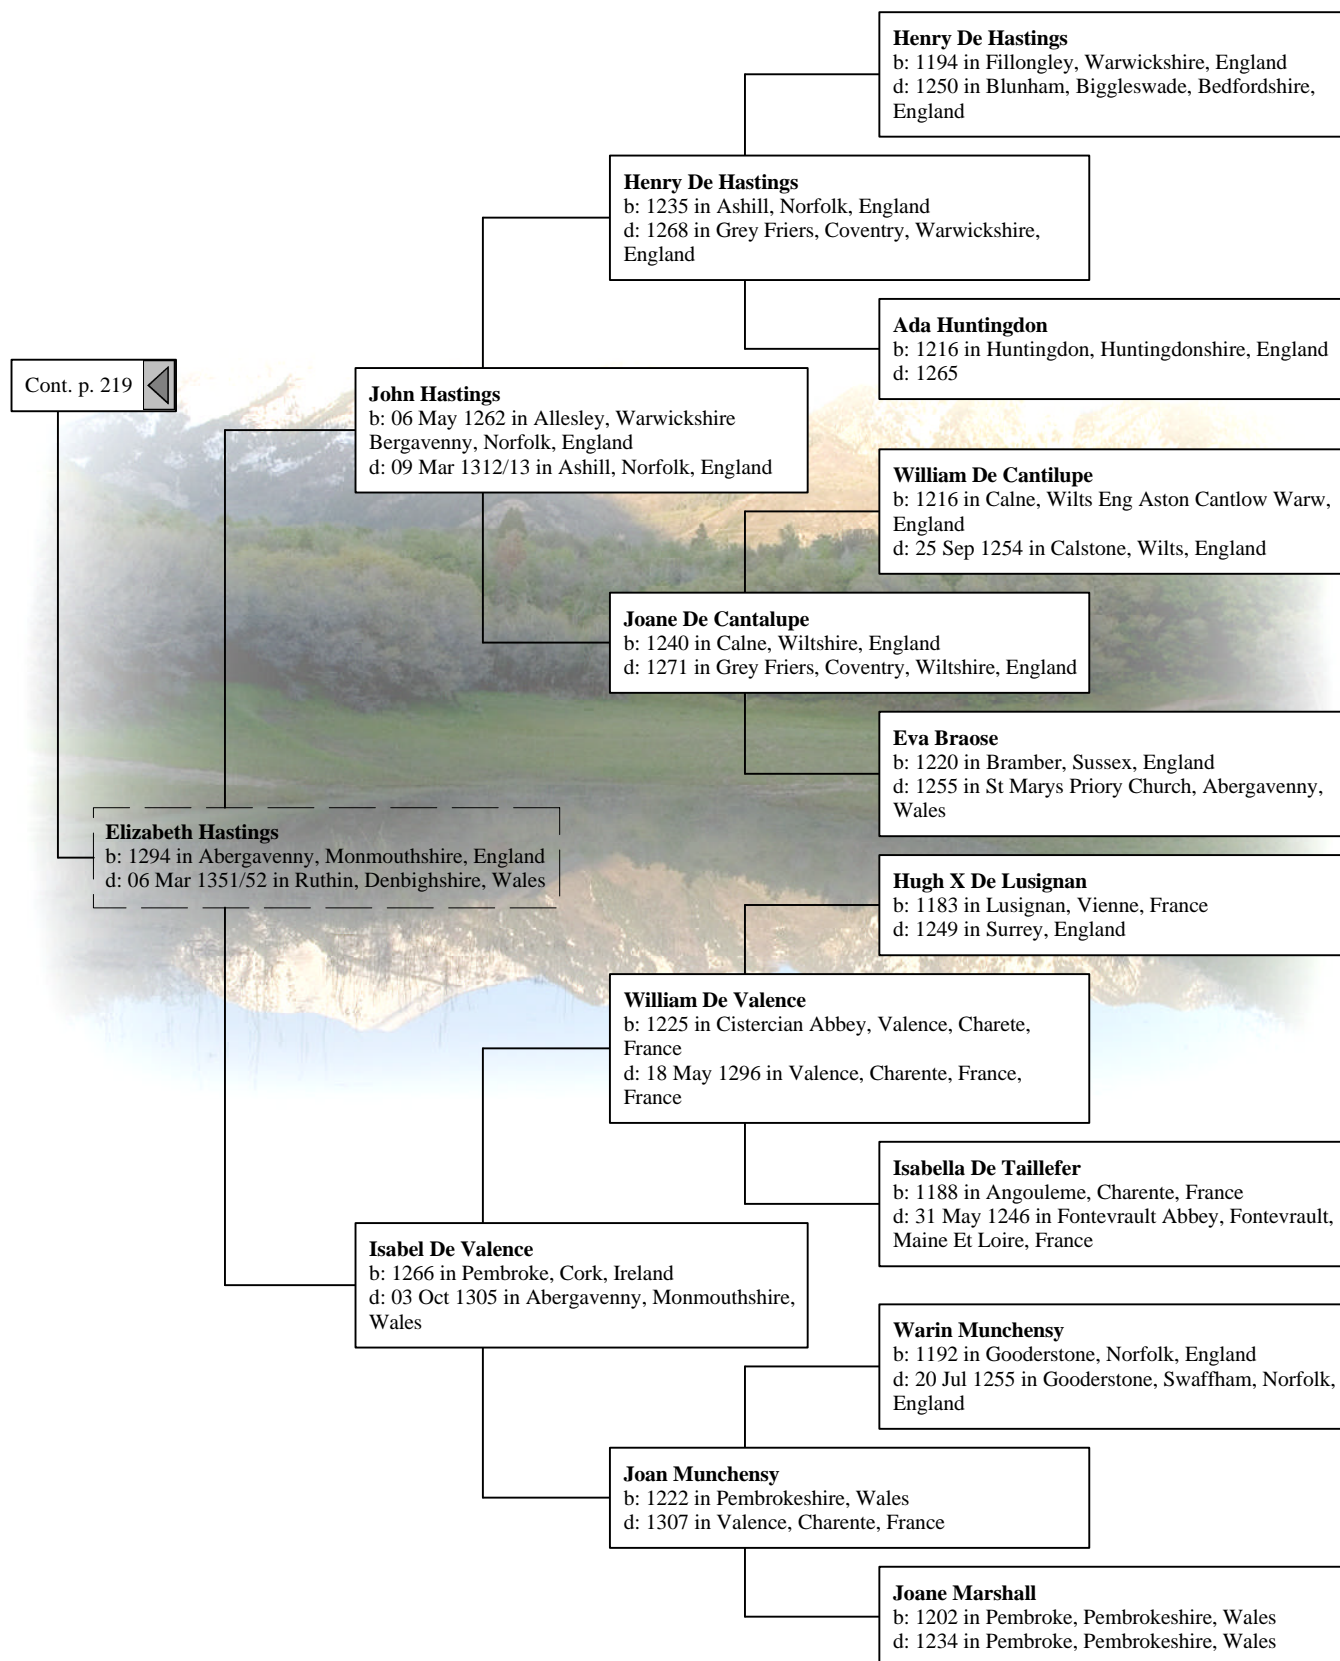 Henry De Hastings
b: 1194 in Fillongley, Warwickshire, England
d: 1250 in Blunham, Biggleswade, Bedfordshire,
England
Henry De Hastings
b: 1235 in Ashill, Norfolk, England
d: 1268 in Grey Friers, Coventry, Warwickshire,
England
Ada Huntingdon
b: 1216 in Huntingdon, Huntingdonshire, England
d: 1265
Cont. p. 219
John Hastings
b: 06 May 1262 in Allesley, Warwickshire
Bergavenny, Norfolk, England
d: 09 Mar 1312/13 in Ashill, Norfolk, England
William De Cantilupe
b: 1216 in Calne, Wilts Eng Aston Cantlow Warw,
England
d: 25 Sep 1254 in Calstone, Wilts, England
Joane De Cantalupe
b: 1240 in Calne, Wiltshire, England
d: 1271 in Grey Friers, Coventry, Wiltshire, England
Eva Braose
b: 1220 in Bramber, Sussex, England
d: 1255 in St Marys Priory Church, Abergavenny,
Wales
Elizabeth Hastings
b: 1294 in Abergavenny, Monmouthshire, England
d: 06 Mar 1351/52 in Ruthin, Denbighshire, Wales
Hugh X De Lusignan
b: 1183 in Lusignan, Vienne, France
d: 1249 in Surrey, England
William De Valence
b: 1225 in Cistercian Abbey, Valence, Charete,
France
d: 18 May 1296 in Valence, Charente, France,
France
Isabella De Taillefer
b: 1188 in Angouleme, Charente, France
d: 31 May 1246 in Fontevrault Abbey, Fontevrault,
Maine Et Loire, France
Isabel De Valence
b: 1266 in Pembroke, Cork, Ireland
d: 03 Oct 1305 in Abergavenny, Monmouthshire,
Wales
Warin Munchensy
b: 1192 in Gooderstone, Norfolk, England
d: 20 Jul 1255 in Gooderstone, Swaffham, Norfolk,
England
Joan Munchensy
b: 1222 in Pembrokeshire, Wales
d: 1307 in Valence, Charente, France
Joane Marshall
b: 1202 in Pembroke, Pembrokeshire, Wales
d: 1234 in Pembroke, Pembrokeshire, Wales